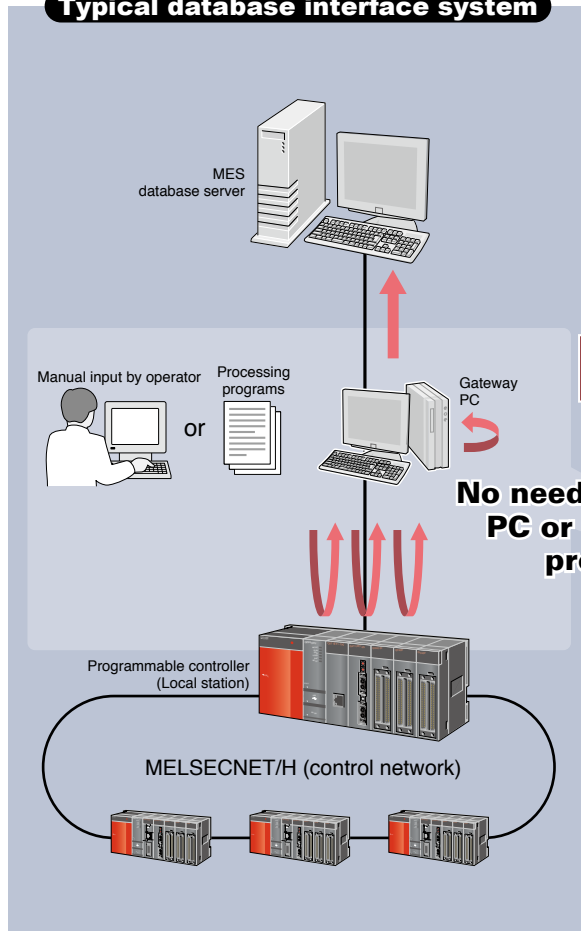 Typical database interface system
MES
database server
Manual input by operator
or
Processing
programs
Gateway
PC
No need
PC or
pro
Programmable controller
(Local station)
MELSECNET/H (control network)